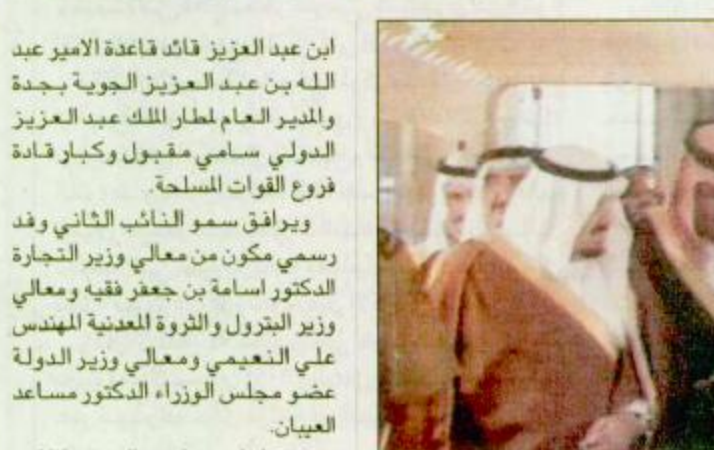 ابن عبد العزيز قائد قاعدة الامير عبد
الله بن عبد العزيز الجوية بجدة
والمدير العام لمطار الملك عبد العزيز
الدولي سامي مقبول وكبار قادة
فروع القوات المسلحة.
ويرافق سمو النائب الثاني وفد
رسمي مكون من معالي وزير التجارة
الدكتور اسامة بن جعفر فقيه ومعالي
وزير البترول والثروة المعدنية المهندس
علي النعيمي ومعالي وزير الدولة
عضو مجلس الوزراء الدكتور مساعد
العيبان.